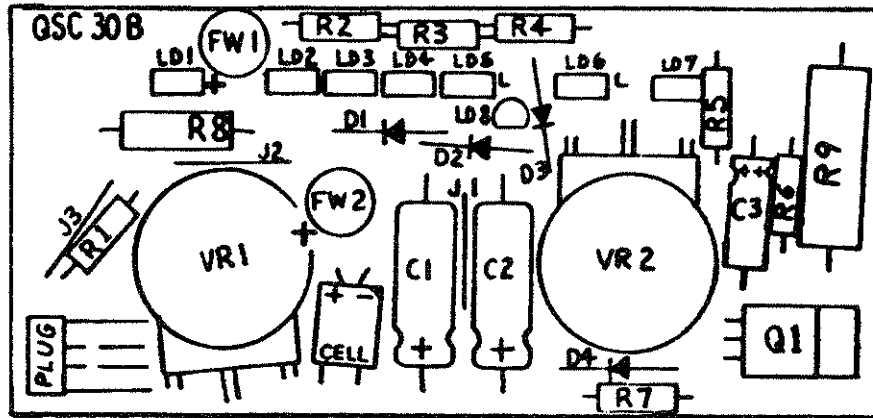 QSC 30B
FW1
R2
R3
R4
LD1
LD2
LD3
LD4
LD5
L
LD6
L
LD7
LD8
R5
R8
D1
D2
D3
J2
J3
R1
VR1
+
FW2
J1
C1
C2
VR2
C3
++
R6
R9
+ -
CELL
+
+
+
PLUG
D4
R7
Q1